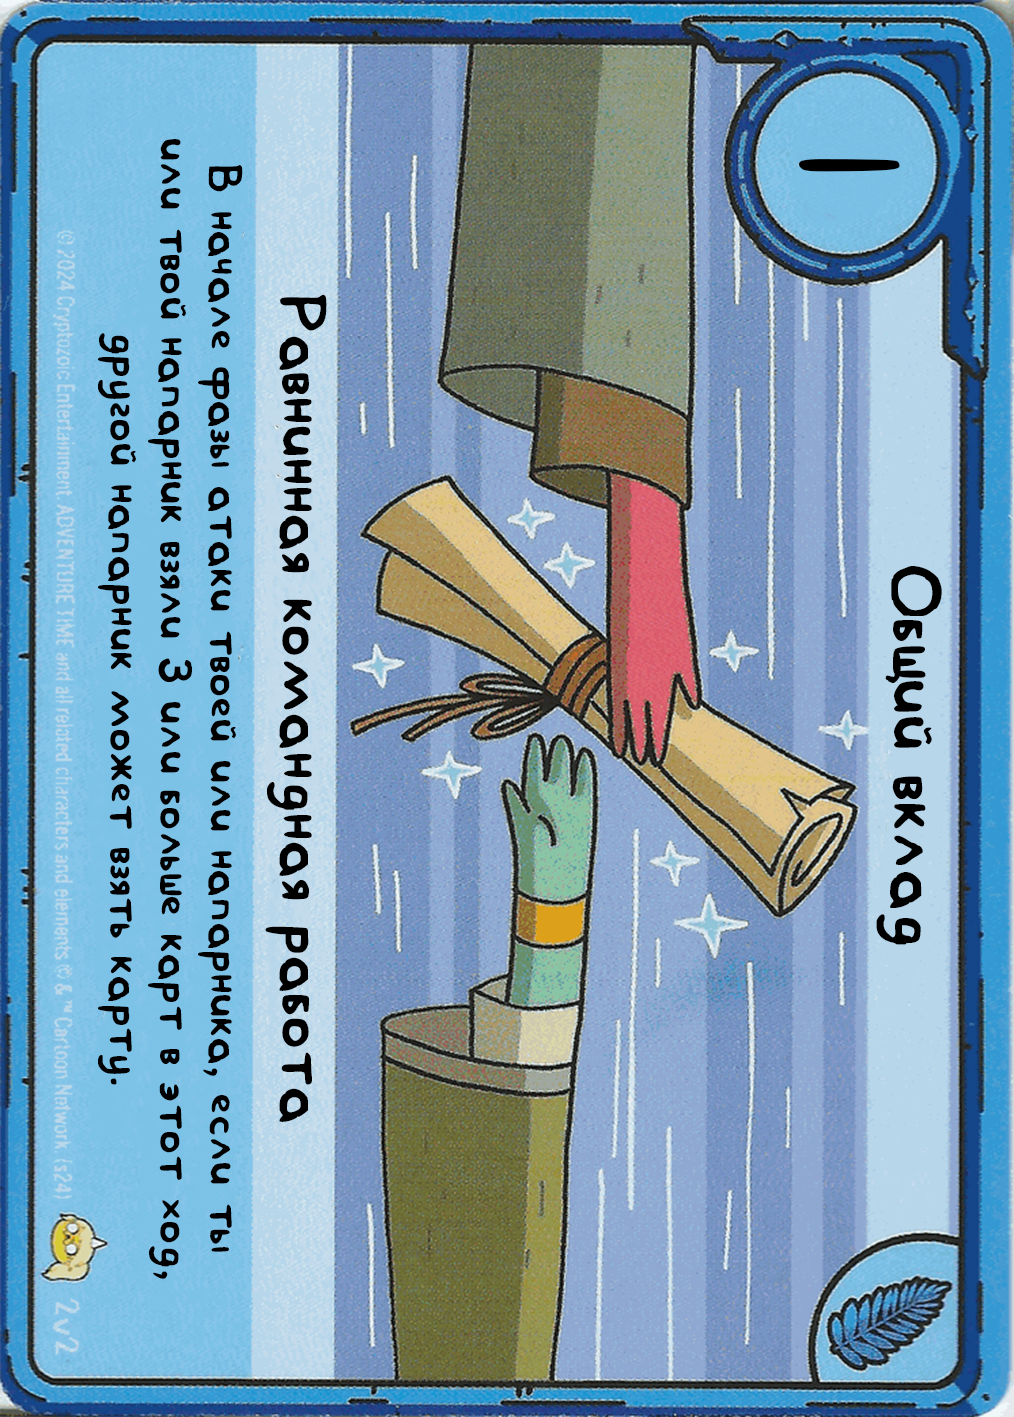 1
Общий вклад
Равнинная командная работа
В начале фазы атаки твоей или напарника, если ты
или твой напарник взяли 3 или больше карт в этот ход,
другой напарник может взять карту.
© 2024 Cryptozoic Entertainment. ADVENTURE TIME and all related characters and elements © & ™ Cartoon Network (s24)
2v2